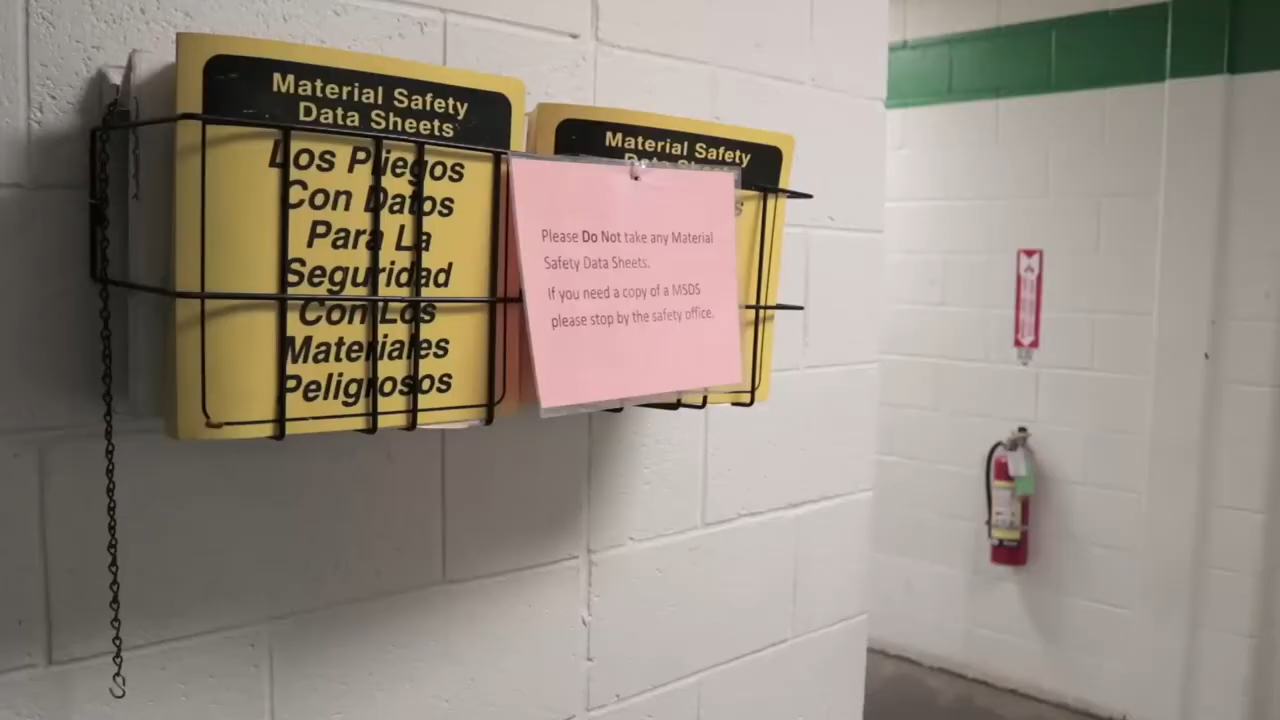 Material Safety
Data Sheets
Los Pliegos
Con Datos
Para La
Seguridad
Con Los
Materiales
Peligrosos
Material Safety
Data Sheets
Please Do Not take any Material
Safety Data Sheets.
If you need a copy of a MSDS
please stop by the safety office.